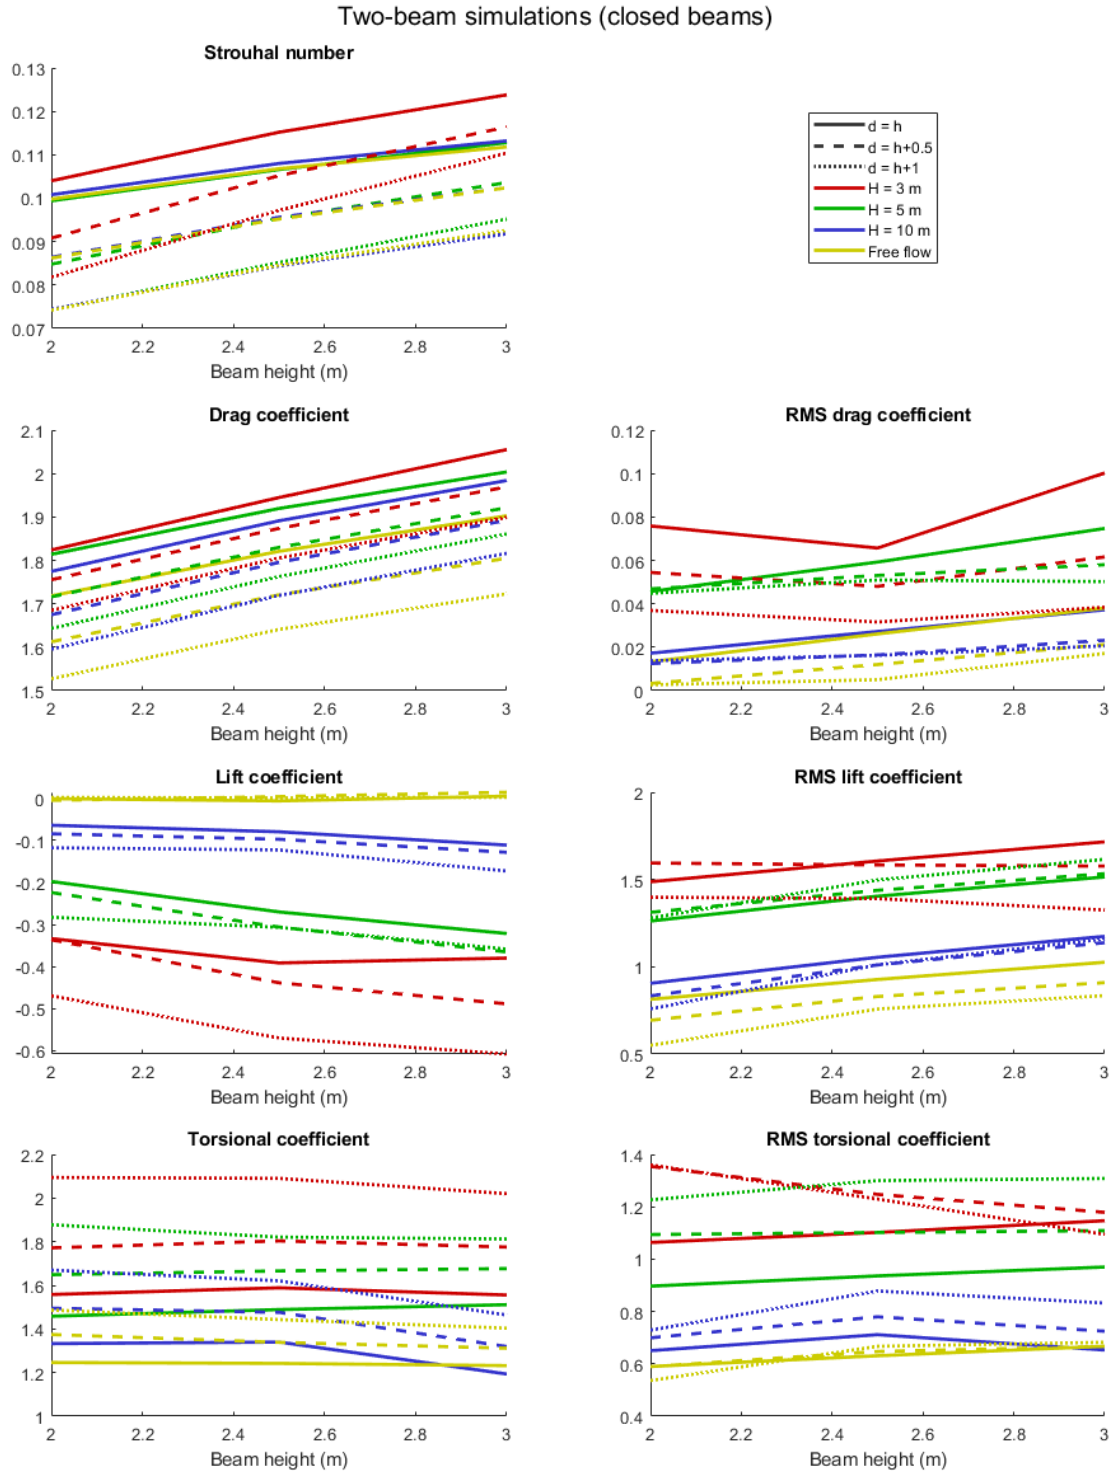 Two-beam simulations (closed beams)
Strouhal number
0.13
0.12
0.11
0.1
0.09
0.08
0.07
2 2.2 2.4 2.6 2.8 3
Beam height (m)
d = h
d = h+0.5
d = h+1
H = 3 m
H = 5 m
H = 10 m
Free flow
Drag coefficient
2.1
2
1.9
1.8
1.7
1.6
1.5
2 2.2 2.4 2.6 2.8 3
Beam height (m)
RMS drag coefficient
0.12
0.1
0.08
0.06
0.04
0.02
0
2 2.2 2.4 2.6 2.8 3
Beam height (m)
Lift coefficient
0
-0.1
-0.2
-0.3
-0.4
-0.5
-0.6
2 2.2 2.4 2.6 2.8 3
Beam height (m)
RMS lift coefficient
2
1.5
1
0.5
2 2.2 2.4 2.6 2.8 3
Beam height (m)
Torsional coefficient
2.2
2
1.8
1.6
1.4
1.2
1
2 2.2 2.4 2.6 2.8 3
Beam height (m)
RMS torsional coefficient
1.4
1.2
1
0.8
0.6
0.4
2 2.2 2.4 2.6 2.8 3
Beam height (m)